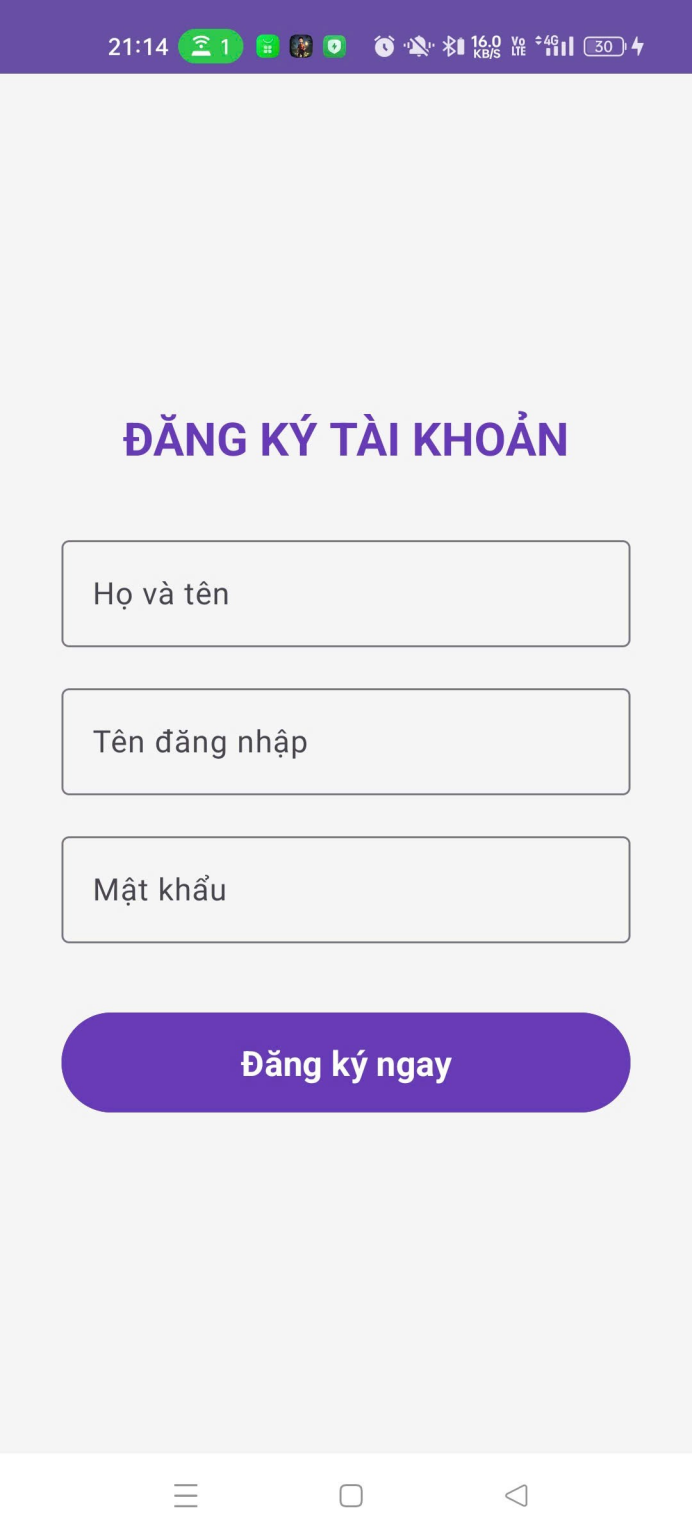 21:14 1 16.0 KB/S Vo LTE 4G 30
ĐĂNG KÝ TÀI KHOẢN
Họ và tên
Tên đăng nhập
Mật khẩu
Đăng ký ngay